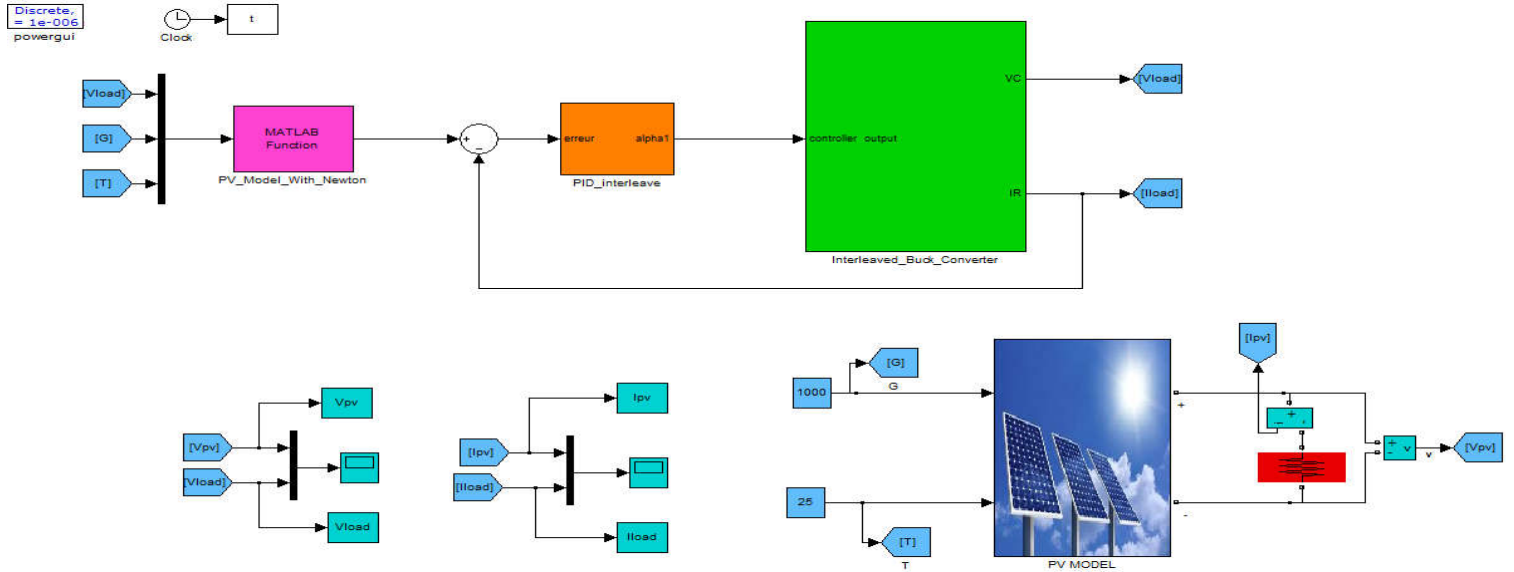 Discrete,
= 1e-006
powergui
Clock
t
[Vload]
[G]
[T]
MATLAB
Function
PV_Model_With_Newton
+
-
erreur
alpha1
PID_interleave
controller output
VC
IR
Interleaved_Buck_Converter
[Vload]
[Iload]
[Vpv]
[Vload]
Vpv
Vload
[Ipv]
[Iload]
Ipv
Iload
1000
[G]
G
25
[T]
T
PV MODEL
+
-
[Ipv]
+
-
+
-
v
v
[Vpv]